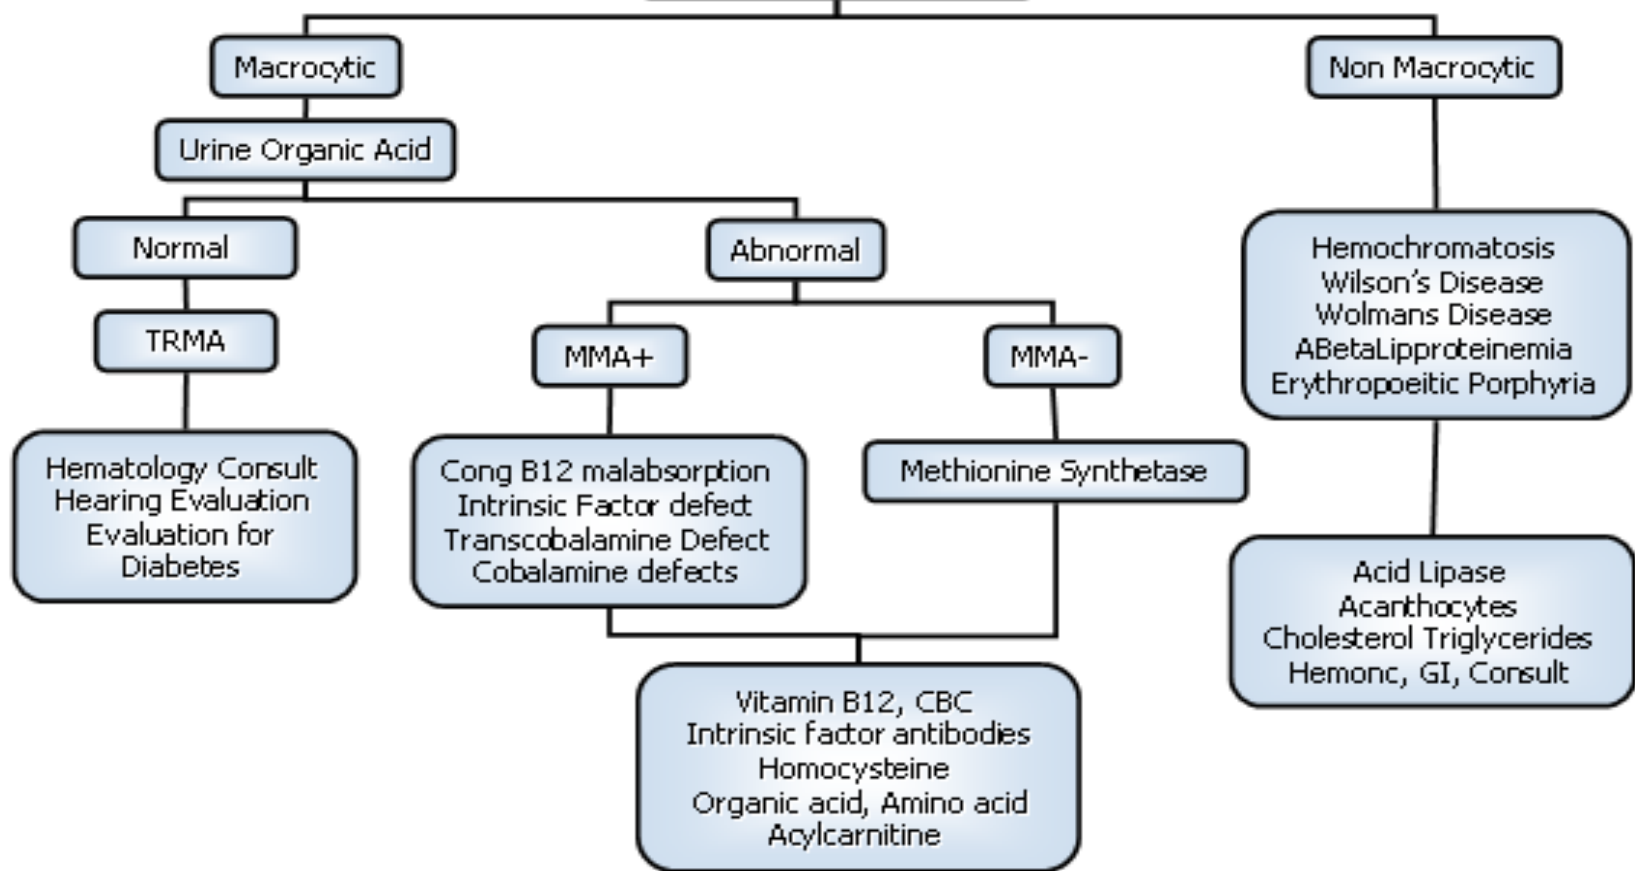 Macrocytic
Non Macrocytic
Urine Organic Acid
Normal
Abnormal
TRMA
MMA+
MMA-
Hemochromatosis
Wilson's Disease
Wolmans Disease
ABetaLipproteinemia
Erythropoeitic Porphyria
Hematology Consult
Hearing Evaluation
Evaluation for
Diabetes
Cong B12 malabsorption
Intrinsic Factor defect
Transcobalamine Defect
Cobalamine defects
Methionine Synthetase
Acid Lipase
Acanthocytes
Cholesterol Triglycerides
Hemonc, GI, Consult
Vitamin B12, CBC
Intrinsic factor antibodies
Homocysteine
Organic acid, Amino acid
Acylcarnitine